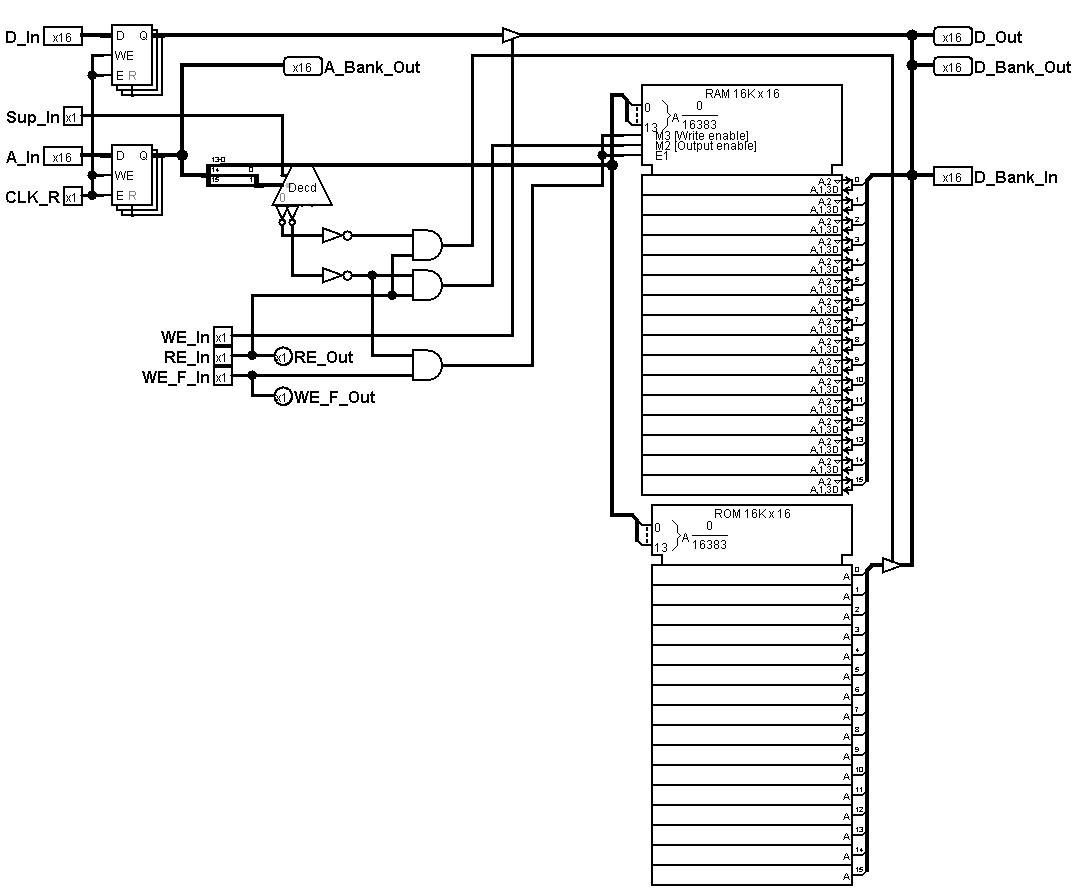 D_In x16 D Q x16 D_Out
WE
E R
x16 A_Bank_Out x16 D_Bank_Out
RAM 16K x 16
0 A 0
13 16383
Sup_In x1
M3 [Write enable]
M2 [Output enable]
E1
A_In x16 D Q
13-0
14 0
15 1
WE
Decd
0
CLK_R x1 E R
x16 D_Bank_In
A,2 0
A,1,3D
A,2 1
A,1,3D
A,2 2
A,1,3D
A,2 3
A,1,3D
A,2 4
A,1,3D
A,2 5
A,1,3D
A,2 6
A,1,3D
A,2 7
A,1,3D
A,2 8
A,1,3D
A,2 9
A,1,3D
A,2 10
A,1,3D
A,2 11
A,1,3D
A,2 12
A,1,3D
A,2 13
A,1,3D
A,2 14
A,1,3D
A,2 15
A,1,3D
WE_In x1
RE_In x1 x1 RE_Out
WE_F_In x1
x1 WE_F_Out
ROM 16K x 16
0 A 0
13 16383
A 0
A 1
A 2
A 3
A 4
A 5
A 6
A 7
A 8
A 9
A 10
A 11
A 12
A 13
A 14
A 15